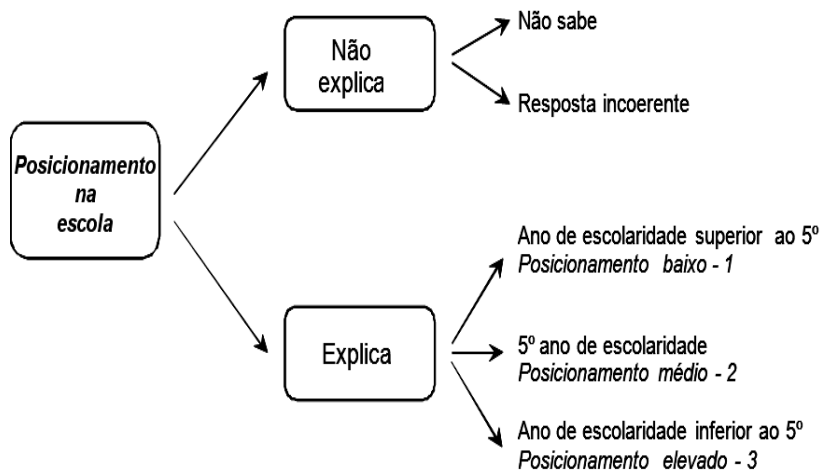 Posicionamento
na
escola
Não
explica
Não sabe
Resposta incoerente
Explica
Ano de escolaridade superior ao 5º
Posicionamento baixo - 1
5º ano de escolaridade
Posicionamento médio - 2
Ano de escolaridade inferior ao 5º
Posicionamento elevado - 3